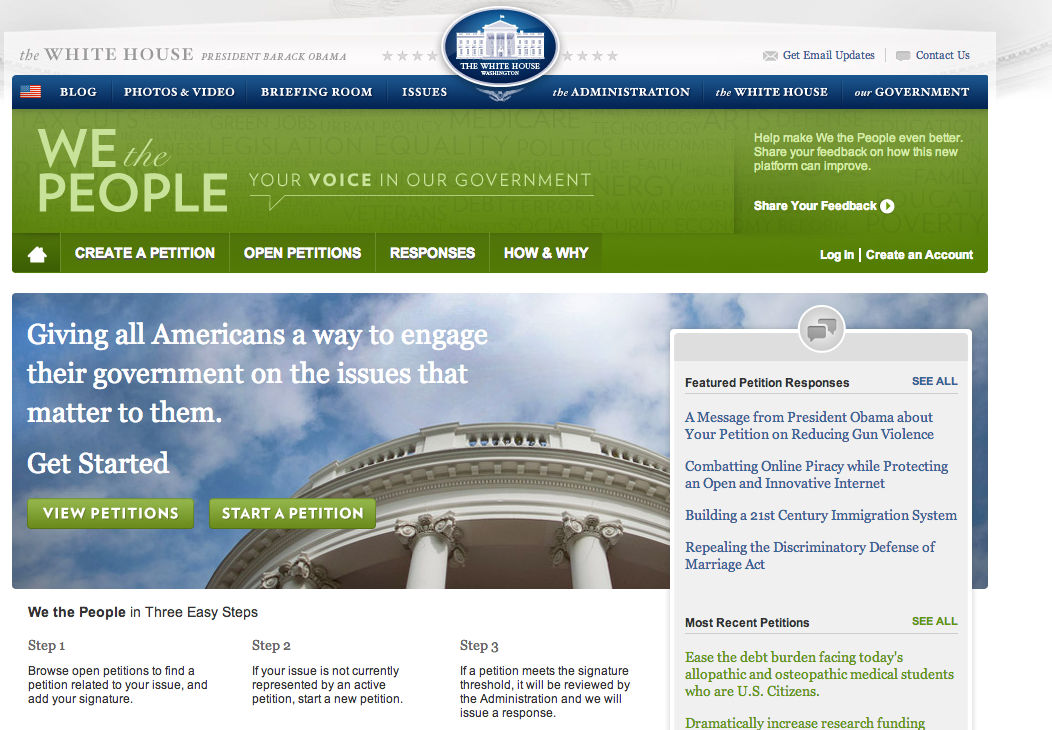 the WHITE HOUSE PRESIDENT BARACK OBAMA
THE WHITE HOUSE
WASHINGTON
Get Email Updates
Contact Us
BLOG
PHOTOS & VIDEO
BRIEFING ROOM
ISSUES
the ADMINISTRATION
the WHITE HOUSE
our GOVERNMENT
WE the
PEOPLE
YOUR VOICE IN OUR GOVERNMENT
MEDICARE
EQUALITY
POVERTY
Help make We the People even better.
Share your feedback on how this new
platform can improve.
Share Your Feedback
CREATE A PETITION
OPEN PETITIONS
RESPONSES
HOW & WHY
Log In | Create an Account
Giving all Americans a way to engage
their government on the issues that
matter to them.
Get Started
VIEW PETITIONS
START A PETITION
Featured Petition Responses
SEE ALL
A Message from President Obama about
Your Petition on Reducing Gun Violence
Combatting Online Piracy while Protecting
an Open and Innovative Internet
Building a 21st Century Immigration System
Repealing the Discriminatory Defense of
Marriage Act
Most Recent Petitions
SEE ALL
Ease the debt burden facing today's
allopathic and osteopathic medical students
who are U.S. Citizens.
Dramatically increase research funding
We the People in Three Easy Steps
Step 1
Browse open petitions to find a
petition related to your issue, and
add your signature.
Step 2
If your issue is not currently
represented by an active
petition, start a new petition.
Step 3
If a petition meets the signature
threshold, it will be reviewed by
the Administration and we will
issue a response.